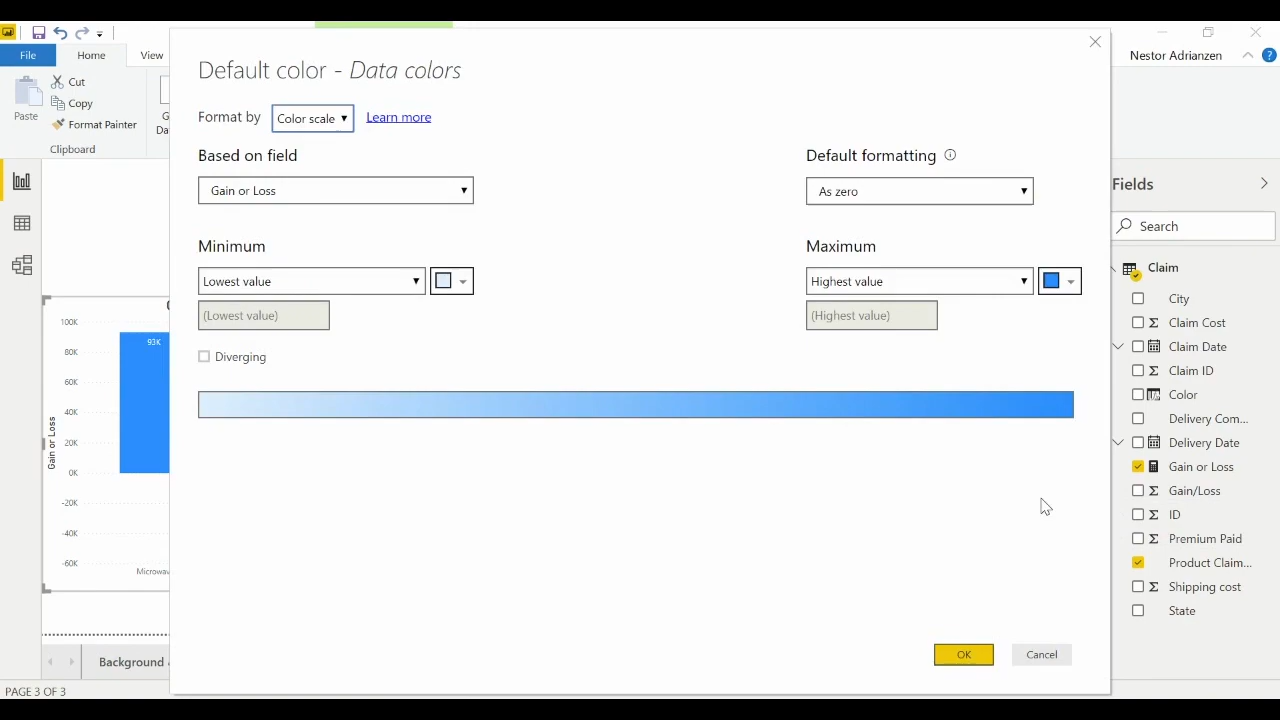 File
Home
View
Nestor Adrianzen
?
Paste
Cut
Copy
Format Painter
Clipboard
Default color - Data colors
Format by
Color scale
Learn more
Based on field
Gain or Loss
Default formatting
As zero
Minimum
Lowest value
(Lowest value)
Maximum
Highest value
(Highest value)
Diverging
OK
Cancel
100K
80K
60K
40K
20K
0K
-20K
-40K
-60K
Gain or Loss
93K
Fields
Search
Claim
City
Claim Cost
Claim Date
Claim ID
Color
Delivery Com...
Delivery Date
Gain or Loss
Gain/Loss
ID
Premium Paid
Product Claim...
Shipping cost
State
Background
PAGE 3 OF 3